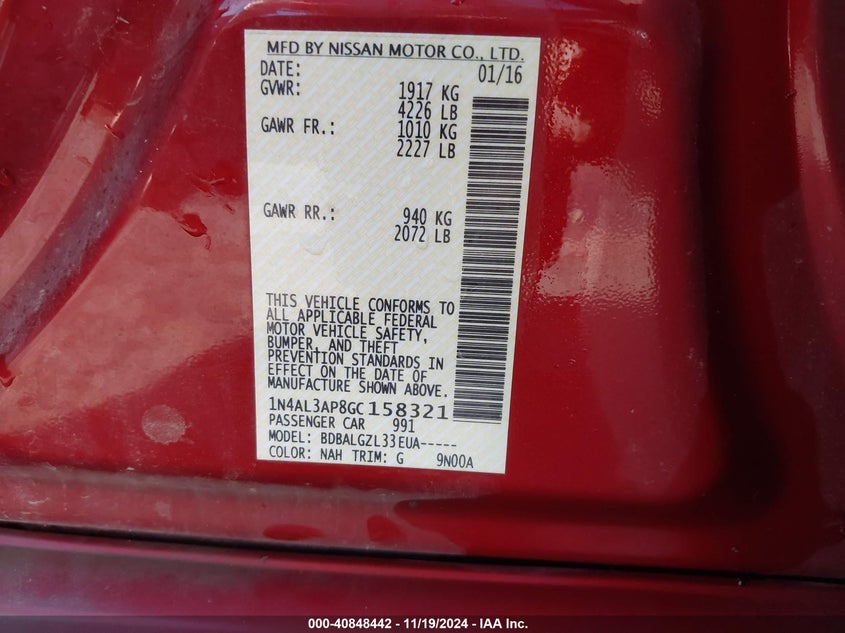 MFD BY NISSAN MOTOR CO., LTD.
DATE: 01/16
GVWR: 1917 KG
4226 LB
GAWR FR.: 1010 KG
2227 LB
GAWR RR.: 940 KG
2072 LB
THIS VEHICLE CONFORMS TO
ALL APPLICABLE FEDERAL
MOTOR VEHICLE SAFETY,
BUMPER, AND THEFT
PREVENTION STANDARDS IN
EFFECT ON THE DATE OF
MANUFACTURE SHOWN ABOVE.
1N4AL3AP8GC158321
PASSENGER CAR 991
MODEL: BDBALGZL33EUA-----
COLOR: NAH TRIM: G 9N00A
000-40848442 — 11/19/2024 — IAA Inc.